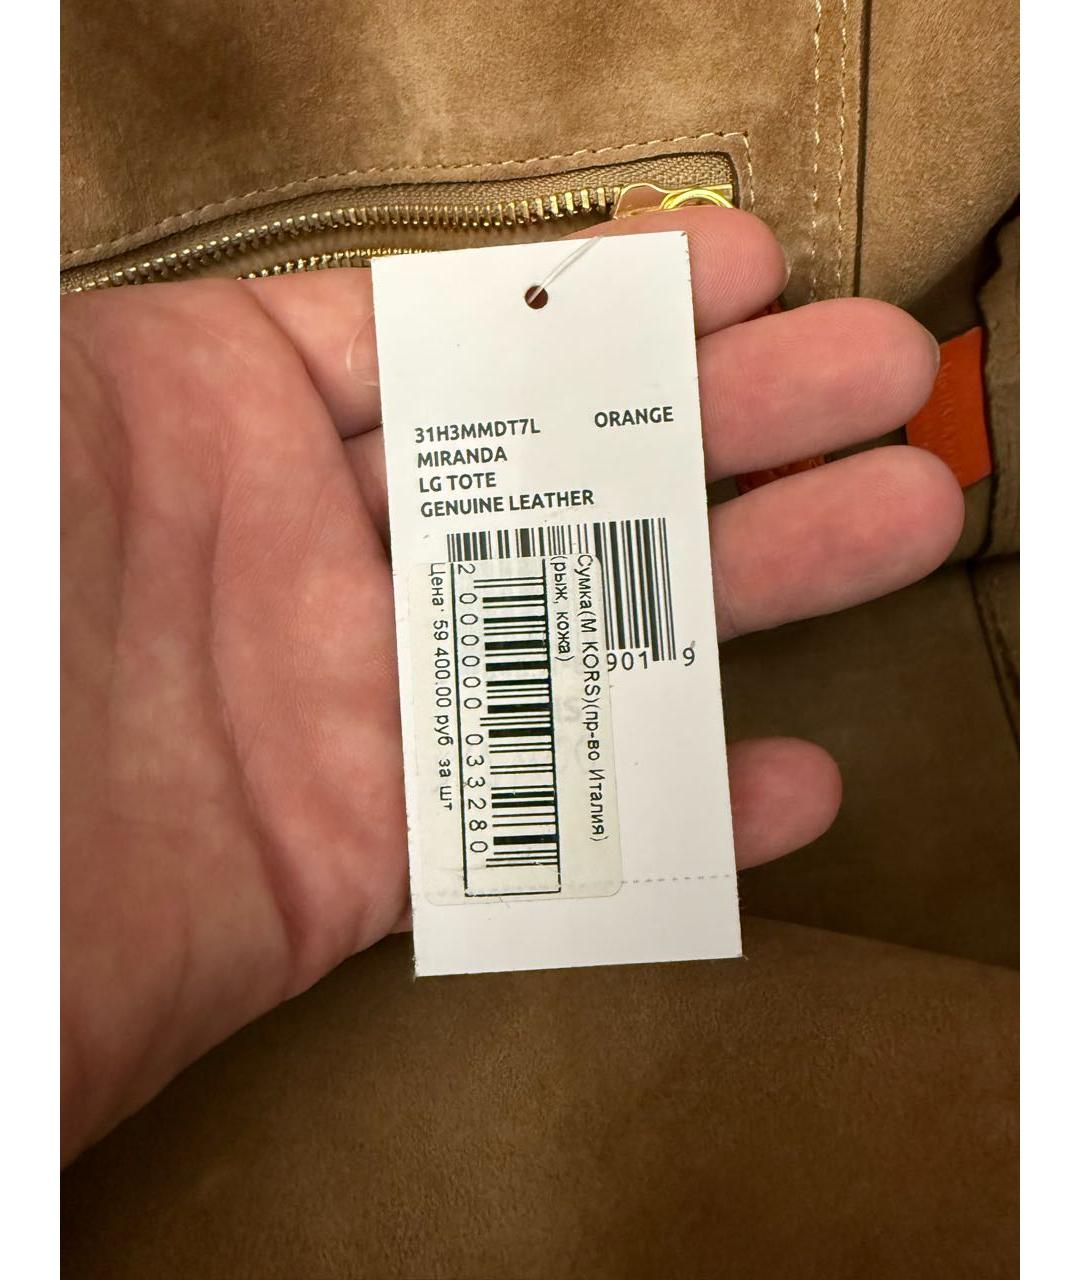 31H3MMDT7L ORANGE
MIRANDA
LG TOTE
GENUINE LEATHER
901 9
Сумка(M KORS)(пр-во Италия)
(рыж, кожа)
2 000000 033280
Цена: 59 400.00 руб за шт